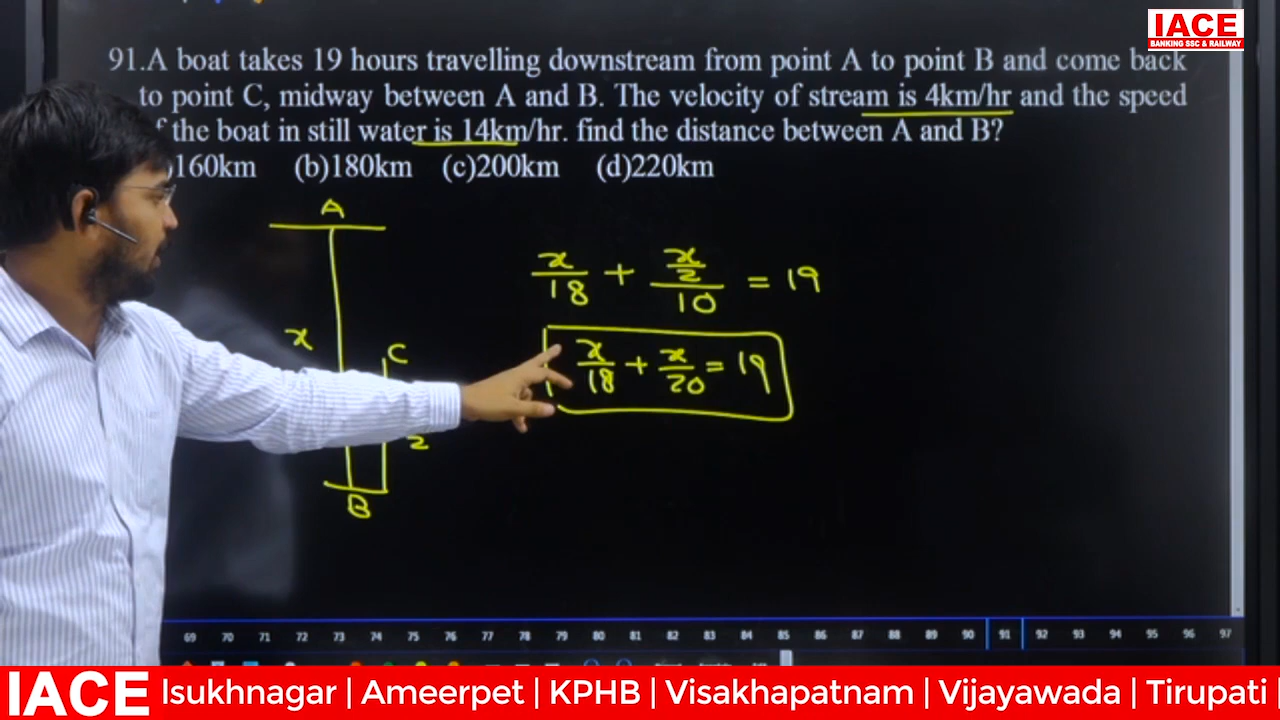 IACE
BANKING SSC & RAILWAY
91.A boat takes 19 hours travelling downstream from point A to point B and come back
to point C, midway between A and B. The velocity of stream is 4km/hr and the speed
the boat in still water is 14km/hr. find the distance between A and B?
160km (b)180km (c)200km (d)220km
A
x
C
2
B
x/18 + x/2/10 = 19
x/18 + x/20 = 19
69 70 71 72 73 74 75 76 77 78 79 80 81 82 83 84 85 86 87 88 89 90 91 92 93 94 95 96 97
IACE lsukhnagar | Ameerpet | KPHB | Visakhapatnam | Vijayawada | Tirupati |